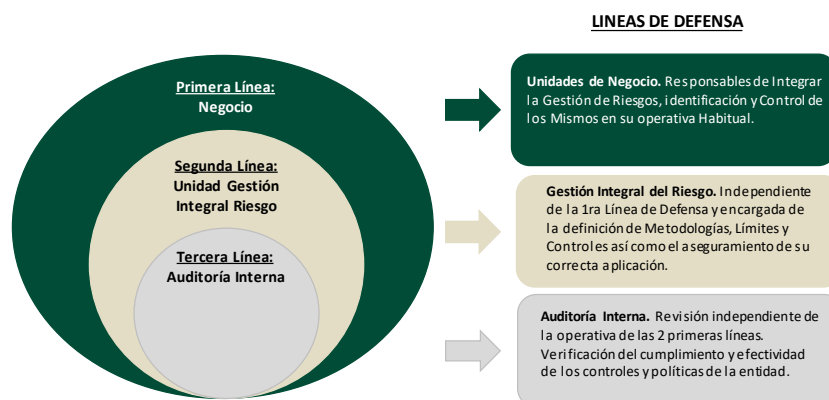 LINEAS DE DEFENSA
Primera Línea:
Negocio
Segunda Línea:
Unidad Gestión
Integral Riesgo
Tercera Línea:
Auditoría Interna
Unidades de Negocio. Responsables de Integrar
la Gestión de Riesgos, identificación y Control de
los Mismos en su operativa Habitual.
Gestión Integral del Riesgo. Independiente
de la 1ra Línea de Defensa y encargada de
la definición de Metodologías, Límites y
Controles así como el aseguramiento de su
correcta aplicación.
Auditoría Interna. Revisión independiente de
la operativa de las 2 primeras líneas.
Verificación del cumplimiento y efectividad
de los controles y políticas de la entidad.